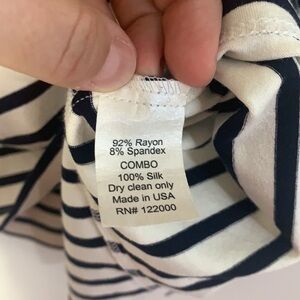 92% Rayon
8% Spandex
COMBO
100% Silk
Dry clean only
Made in USA
RN# 122000